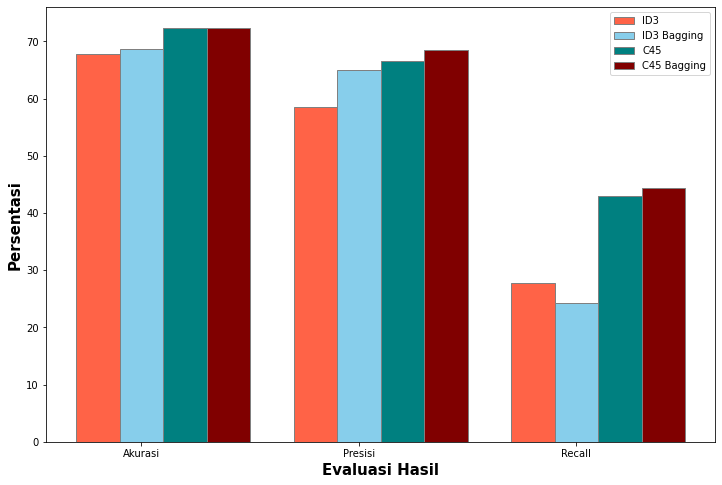 ID3
ID3 Bagging
C45
C45 Bagging
70
60
50
40
30
20
10
0
Persentasi
Akurasi
Presisi
Recall
Evaluasi Hasil